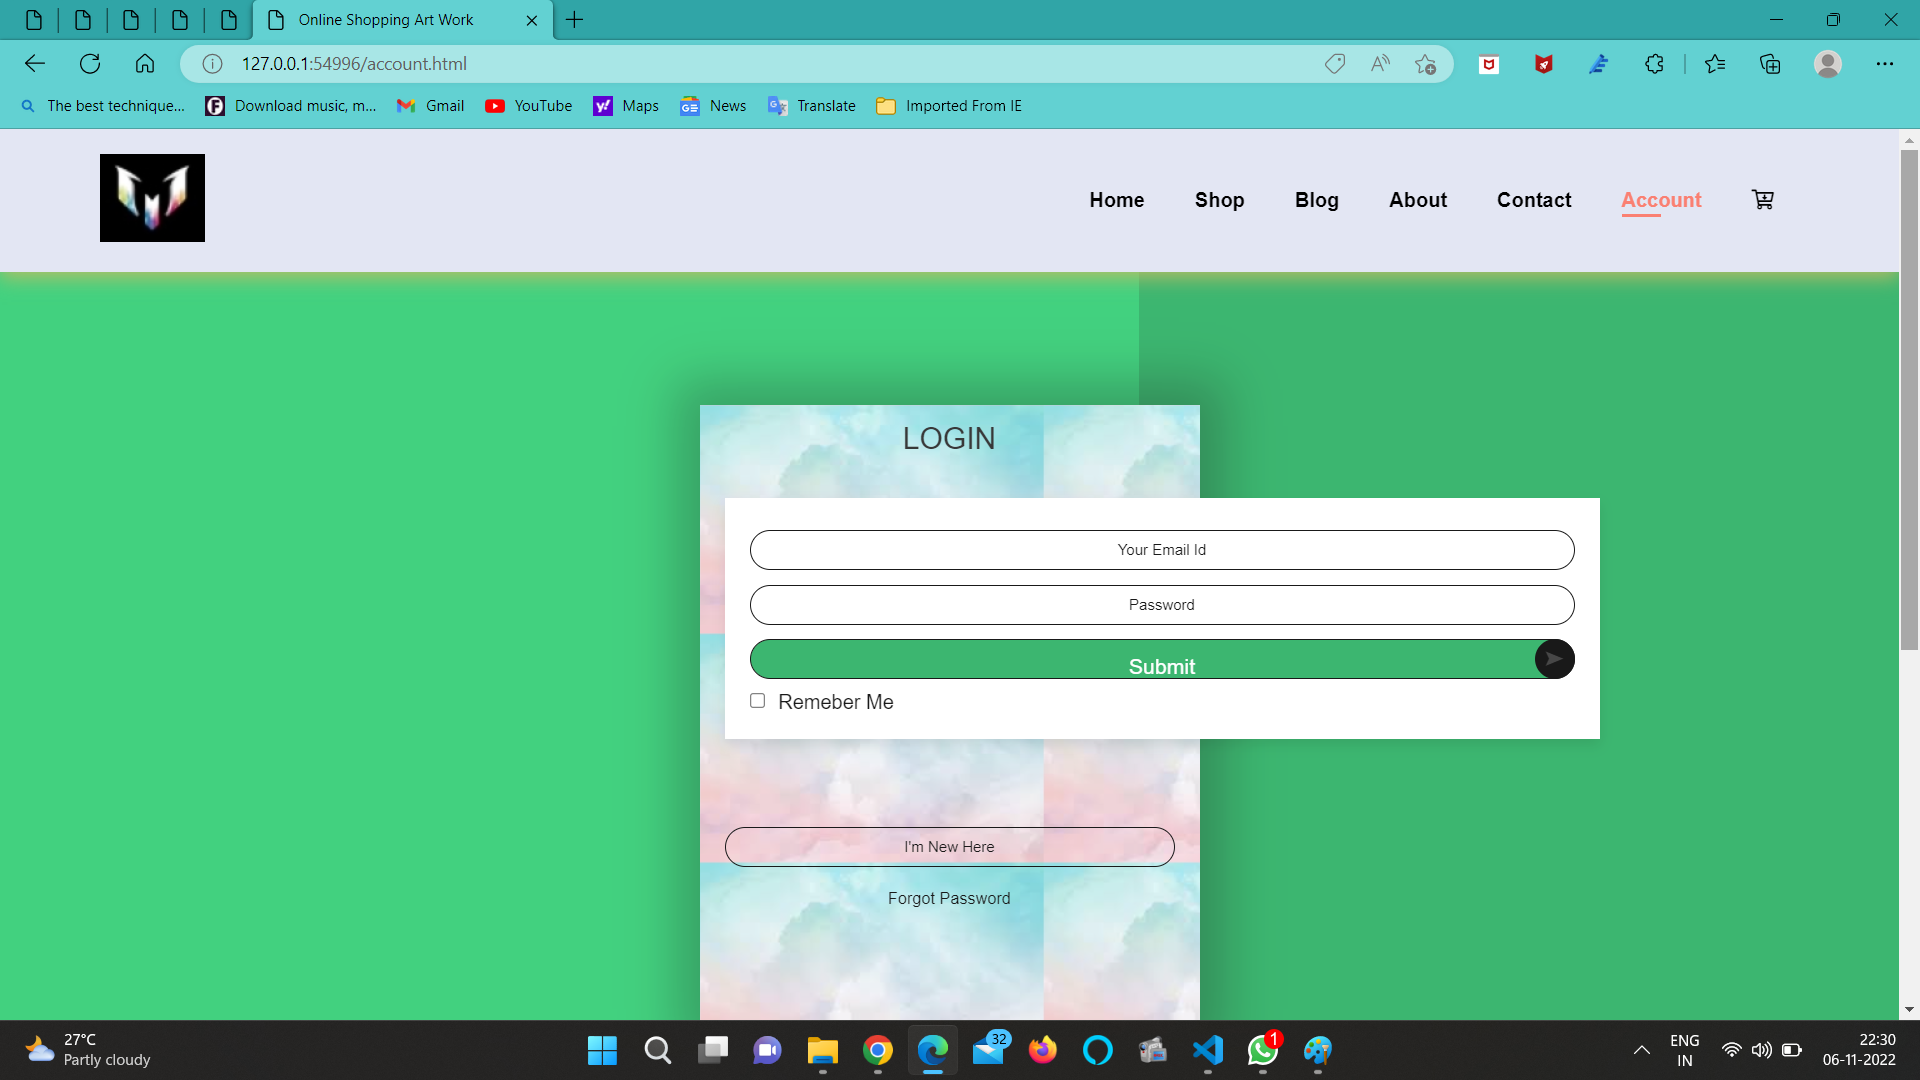 Online Shopping Art Work
127.0.0.1:54996/account.html
The best technique... Download music, m... Gmail YouTube Maps News Translate Imported From IE
Home Shop Blog About Contact Account
LOGIN
Your Email Id
Password
Submit
Remeber Me
I'm New Here
Forgot Password
27°C
Partly cloudy
32
1
ENG
IN
22:30
06-11-2022